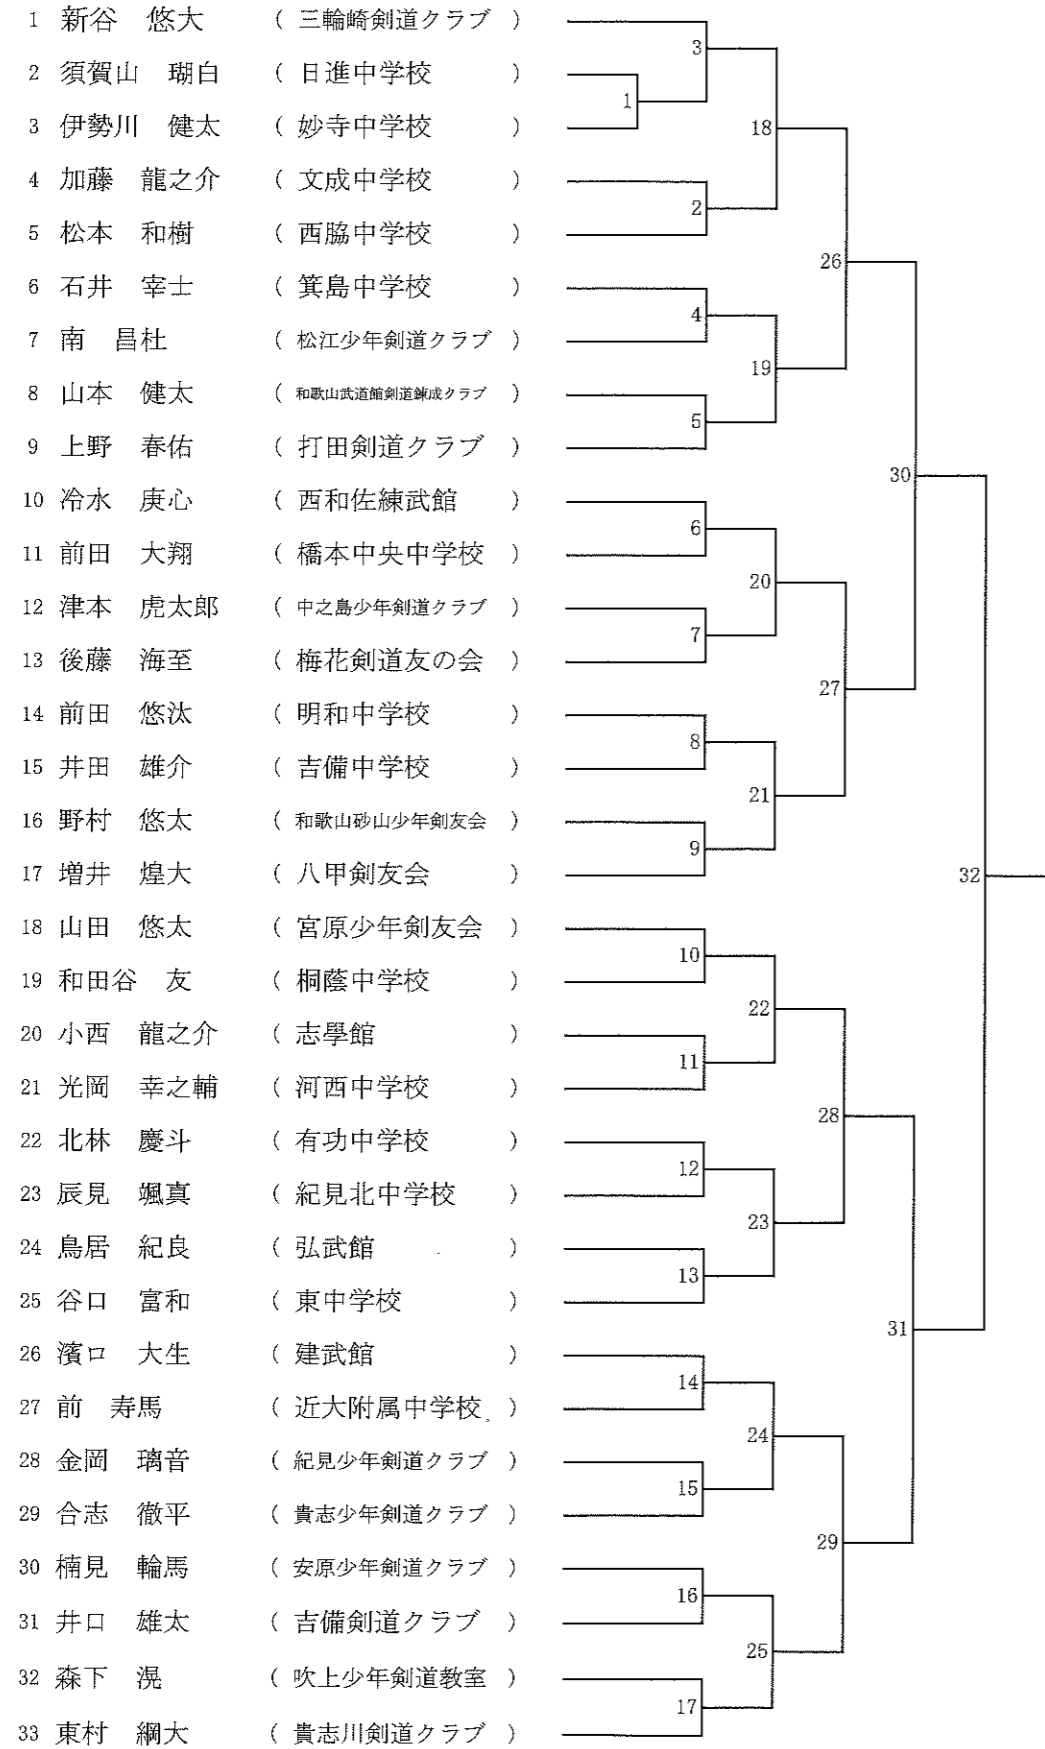 1 新谷 悠大 ( 三輪崎剣道クラブ )
2 須賀山 瑚白 ( 日進中学校 )
3 伊勢川 健太 ( 妙寺中学校 )
4 加藤 龍之介 ( 文成中学校 )
5 松本 和樹 ( 西脇中学校 )
6 石井 宰士 ( 箕島中学校 )
7 南 昌杜 ( 松江少年剣道クラブ )
8 山本 健太 ( 和歌山武道館剣道錬成クラブ )
9 上野 春佑 ( 打田剣道クラブ )
10 冷水 庚心 ( 西和佐練武館 )
11 前田 大翔 ( 橋本中央中学校 )
12 津本 虎太郎 ( 中之島少年剣道クラブ )
13 後藤 海至 ( 梅花剣道友の会 )
14 前田 悠汰 ( 明和中学校 )
15 井田 雄介 ( 吉備中学校 )
16 野村 悠太 ( 和歌山砂山少年剣友会 )
17 増井 煌大 ( 八甲剣友会 )
18 山田 悠太 ( 宮原少年剣友会 )
19 和田谷 友 ( 桐蔭中学校 )
20 小西 龍之介 ( 志學館 )
21 光岡 幸之輔 ( 河西中学校 )
22 北林 慶斗 ( 有功中学校 )
23 辰見 颯真 ( 紀見北中学校 )
24 鳥居 紀良 ( 弘武館 )
25 谷口 富和 ( 東中学校 )
26 濱口 大生 ( 建武館 )
27 前 寿馬 ( 近大附属中学校 )
28 金岡 璃音 ( 紀見少年剣道クラブ )
29 合志 徹平 ( 貴志少年剣道クラブ )
30 楠見 輪馬 ( 安原少年剣道クラブ )
31 井口 雄太 ( 吉備剣道クラブ )
32 森下 滉 ( 吹上少年剣道教室 )
33 東村 綱大 ( 貴志川剣道クラブ )
1
2
3
4
5
6
7
8
9
10
11
12
13
14
15
16
17
18
19
20
21
22
23
24
25
26
27
28
29
30
31
32